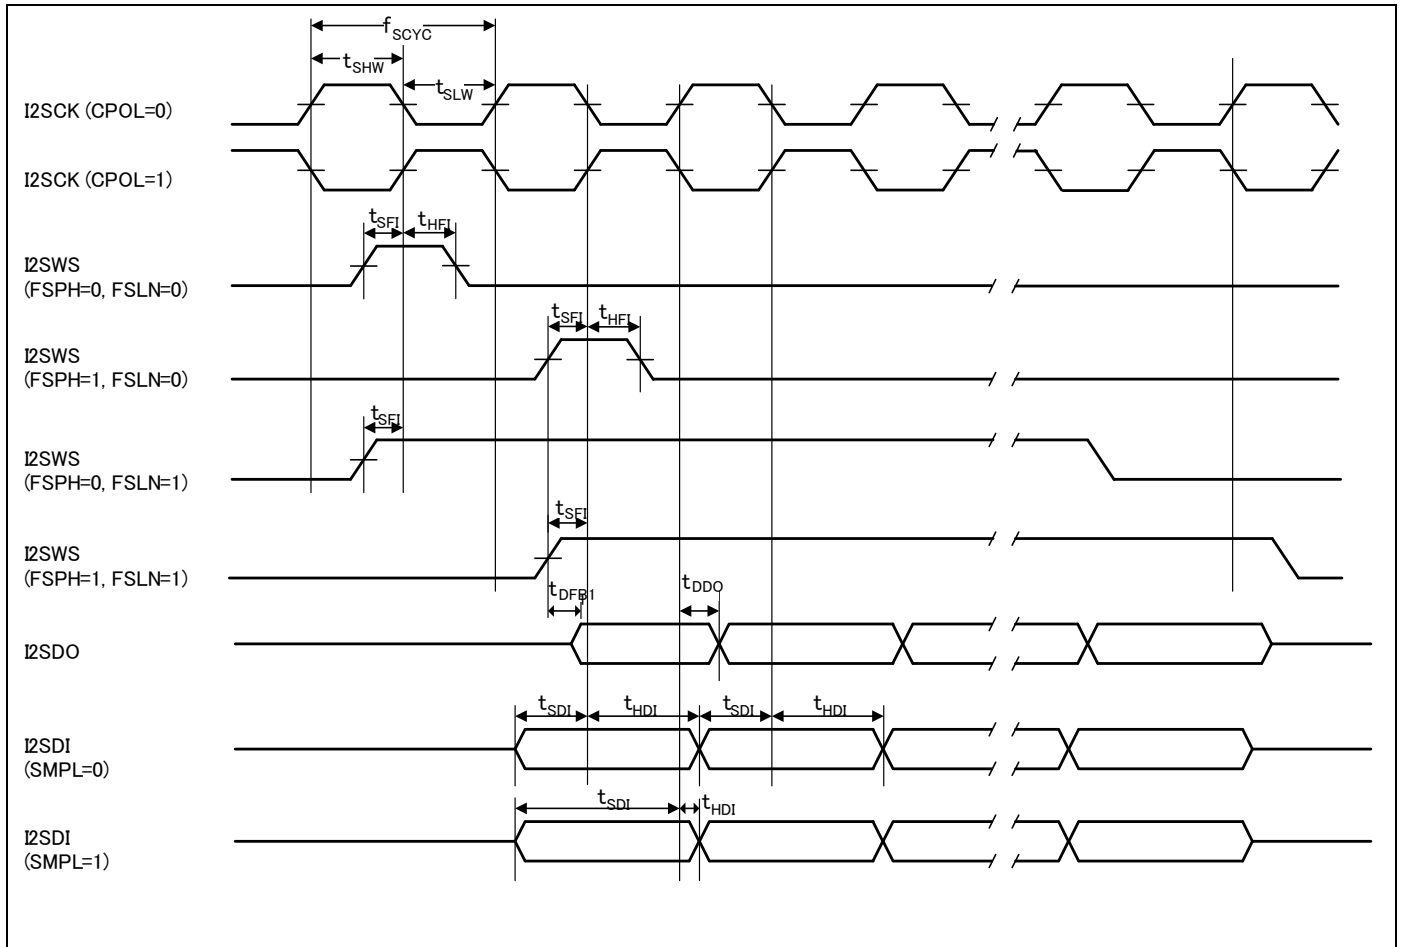 fSCYC
tSHW
tSLW
I2SCK (CPOL=0)
I2SCK (CPOL=1)
tSFI tHFI
I2SWS
(FSPH=0, FSLN=0)
tSFI tHFI
I2SWS
(FSPH=1, FSLN=0)
tSFI
I2SWS
(FSPH=0, FSLN=1)
tSFI
I2SWS
(FSPH=1, FSLN=1)
tDFB1 tDDO
I2SDO
tSDI tHDI tSDI tHDI
I2SDI
(SMPL=0)
tSDI tHDI
I2SDI
(SMPL=1)